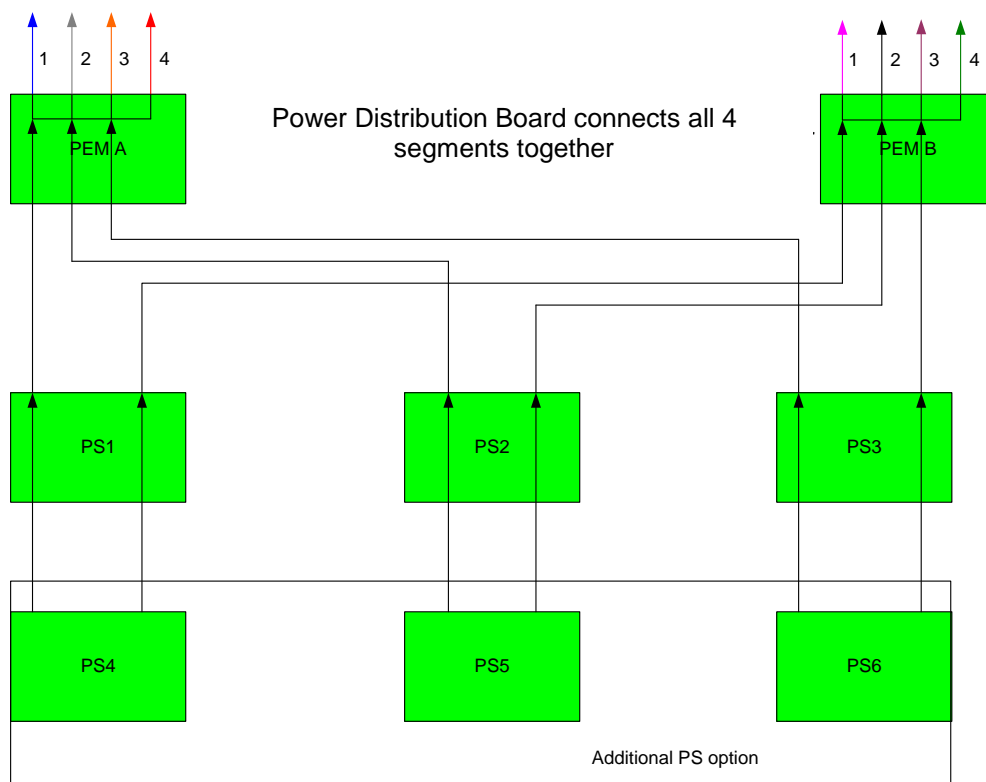 1 2 3 4
1 2 3 4
Power Distribution Board connects all 4
segments together
PEM A
PEM B
PS1
PS2
PS3
PS4
PS5
PS6
Additional PS option